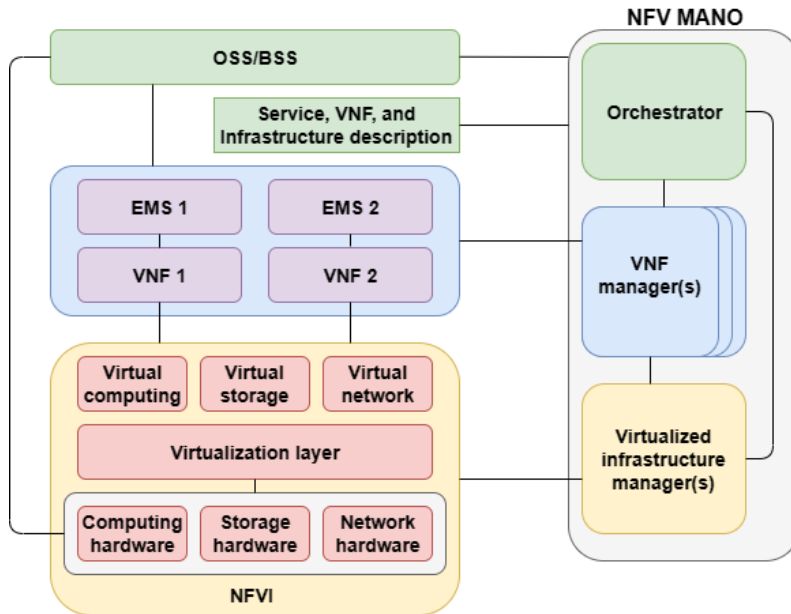 NFV MANO
OSS/BSS
Service, VNF, and
Infrastructure description
Orchestrator
EMS 1
EMS 2
VNF 1
VNF 2
VNF
manager(s)
Virtual
computing
Virtual
storage
Virtual
network
Virtualization layer
Virtualized
infrastructure
manager(s)
Computing
hardware
Storage
hardware
Network
hardware
NFVI